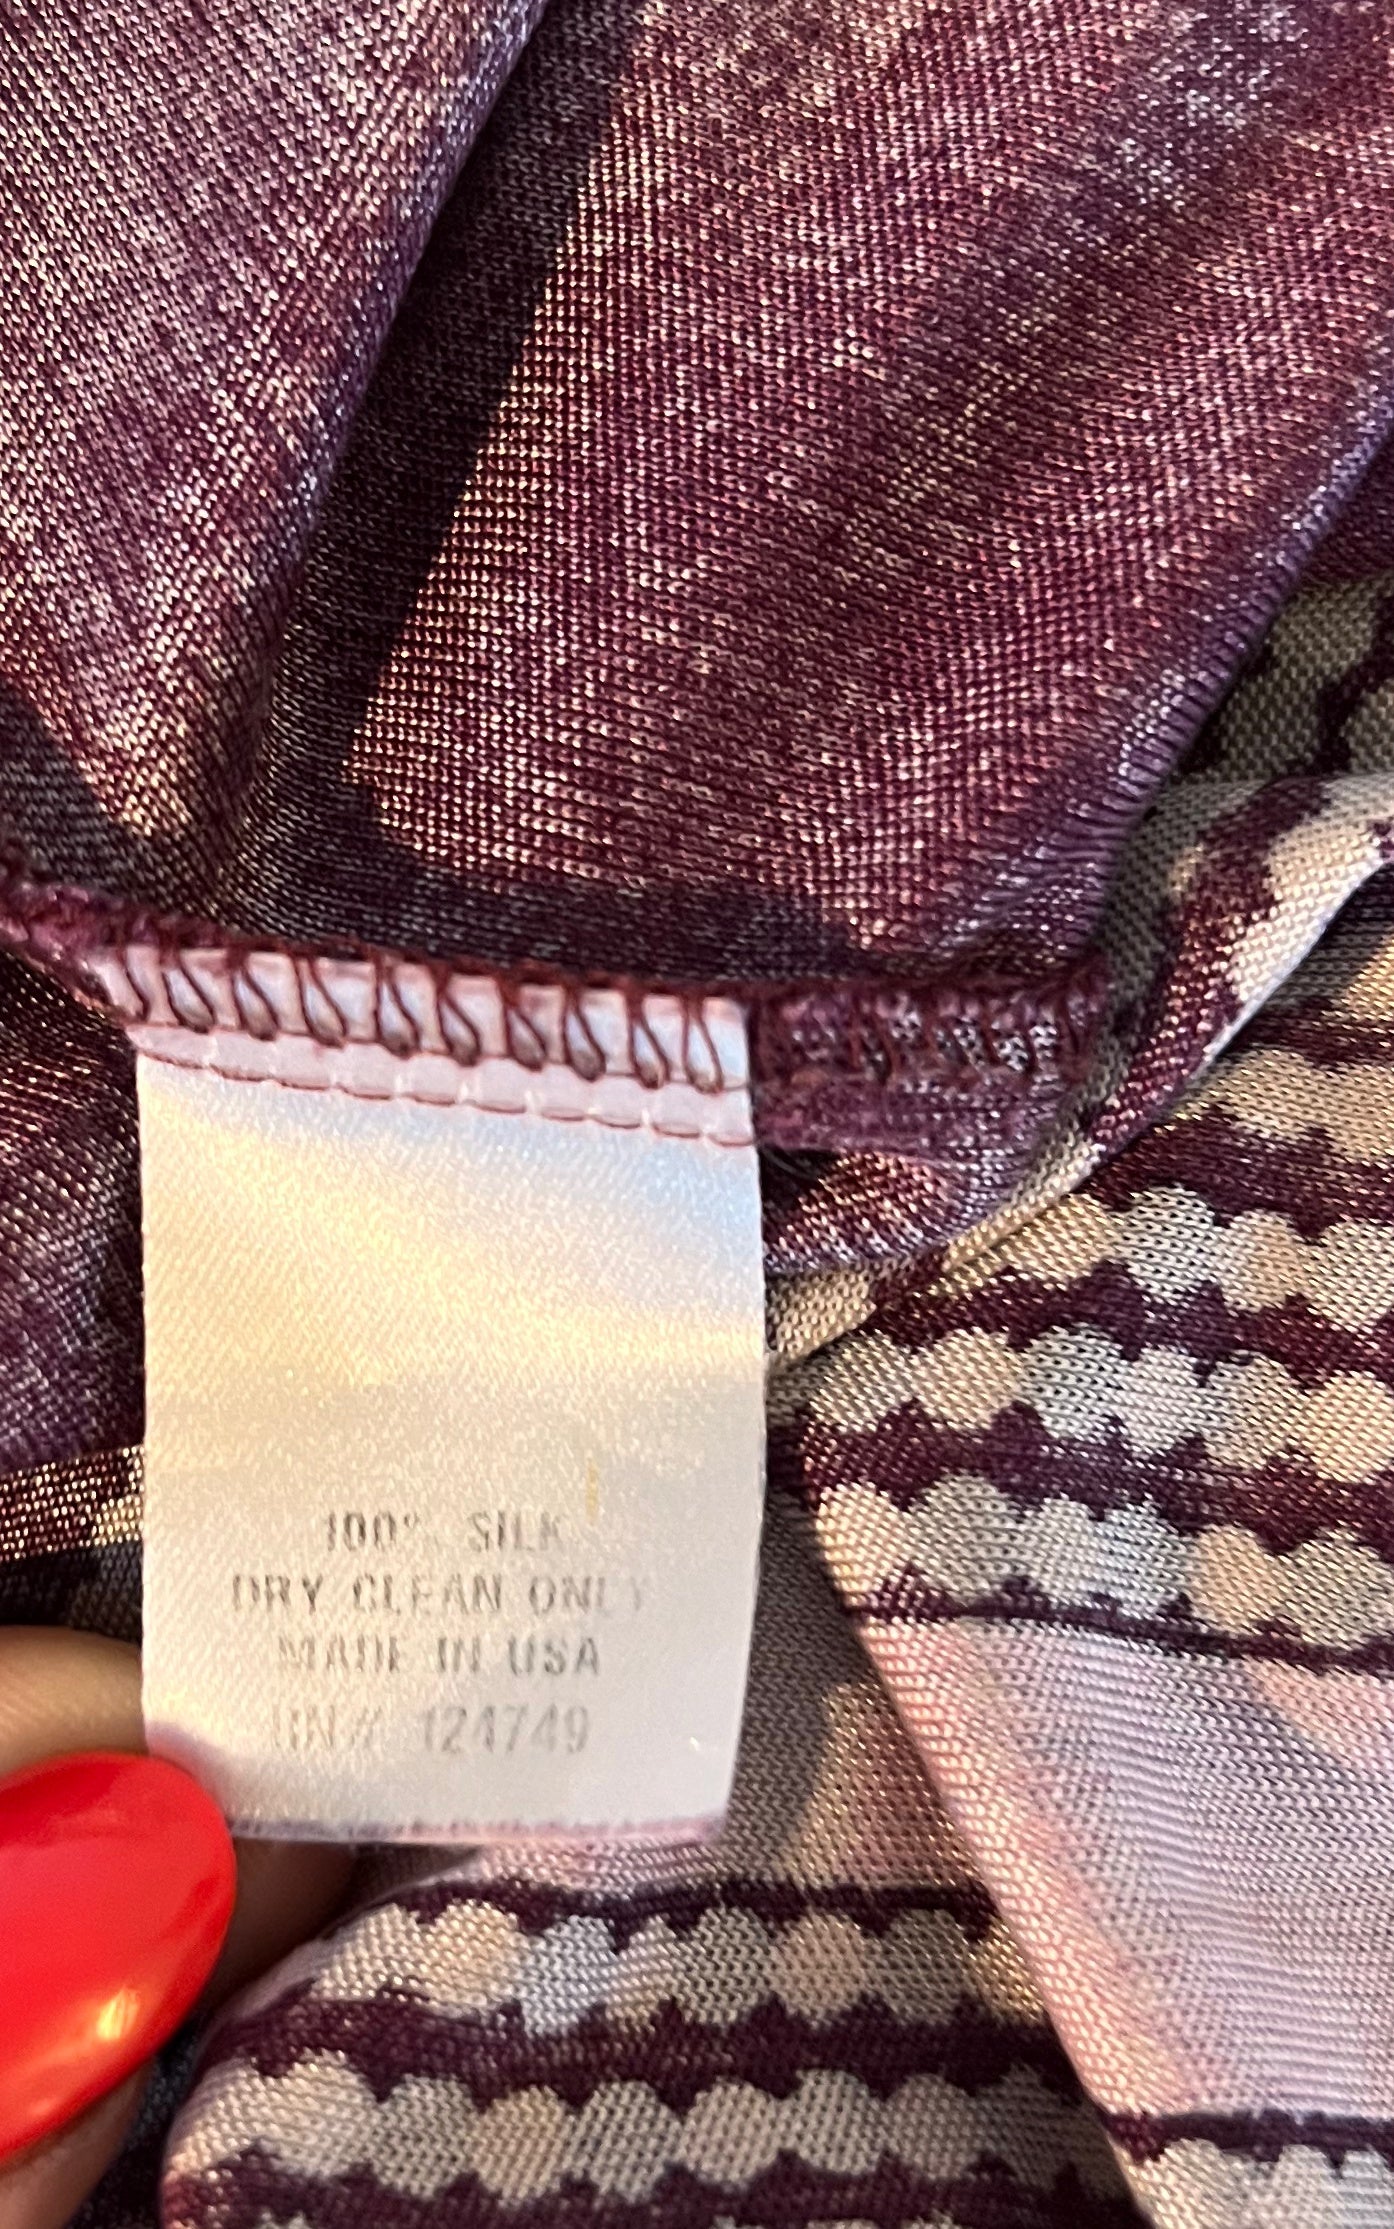 100% SILK
DRY CLEAN ONLY
MADE IN USA
RN# 124749